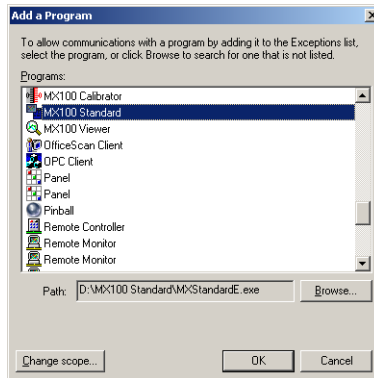 Add a Program
To allow communications with a program by adding it to the Exceptions list,
select the program, or click Browse to search for one that is not listed.
Programs:
MX100 Calibrator
MX100 Standard
MX100 Viewer
OfficeScan Client
OPC Client
Panel
Panel
Pinball
Remote Controller
Remote Monitor
Remote Monitor
Path: D:\MX100 Standard\MXStandardE.exe Browse...
Change scope... OK Cancel